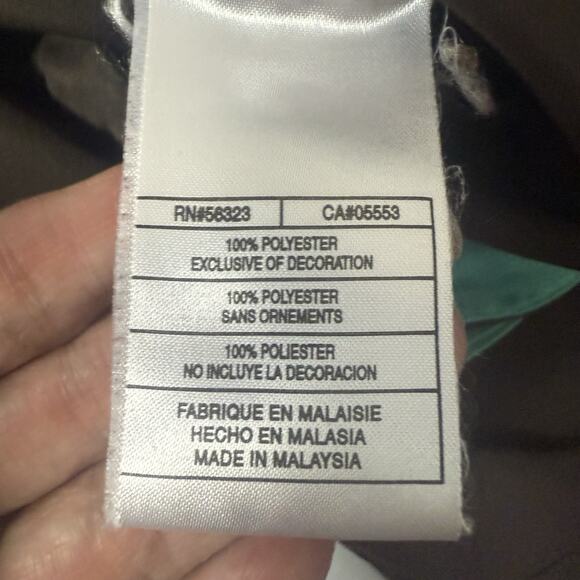 RN#56323 CA#05553
100% POLYESTER
EXCLUSIVE OF DECORATION
100% POLYESTER
SANS ORNEMENTS
100% POLIESTER
NO INCLUYE LA DECORACION
FABRIQUE EN MALAISIE
HECHO EN MALASIA
MADE IN MALAYSIA